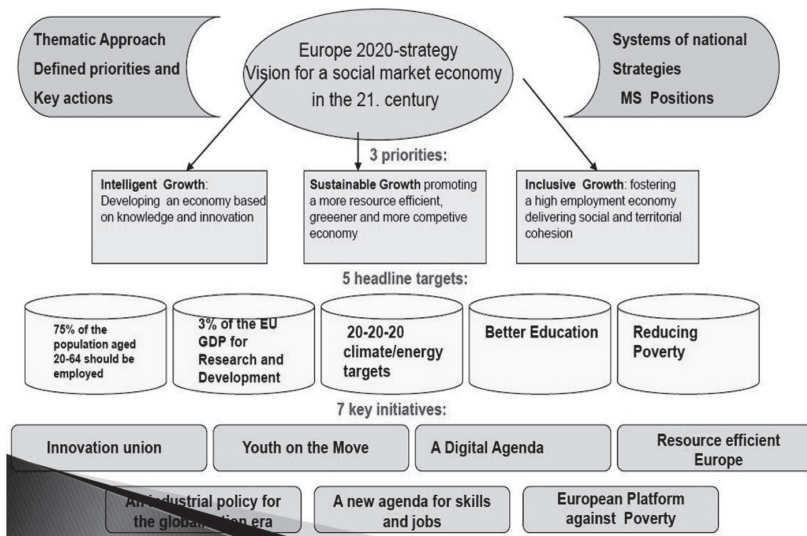 Thematic Approach
Defined priorities and
Key actions
Europe 2020-strategy
Vision for a social market economy
in the 21. century
Systems of national
Strategies
MS Positions
3 priorities:
Intelligent Growth:
Developing an economy based
on knowledge and innovation
Sustainable Growth promoting
a more resource efficient,
greeener and more competive
economy
Inclusive Growth: fostering
a high employment economy
delivering social and territorial
cohesion
5 headline targets:
75% of the
population aged
20-64 should be
employed
3% of the EU
GDP for
Research and
Development
20-20-20
climate/energy
targets
Better Education
Reducing
Poverty
7 key initiatives:
Innovation union
Youth on the Move
A Digital Agenda
Resource efficient
Europe
An industrial policy for
the globalisation era
A new agenda for skills
and jobs
European Platform
against Poverty